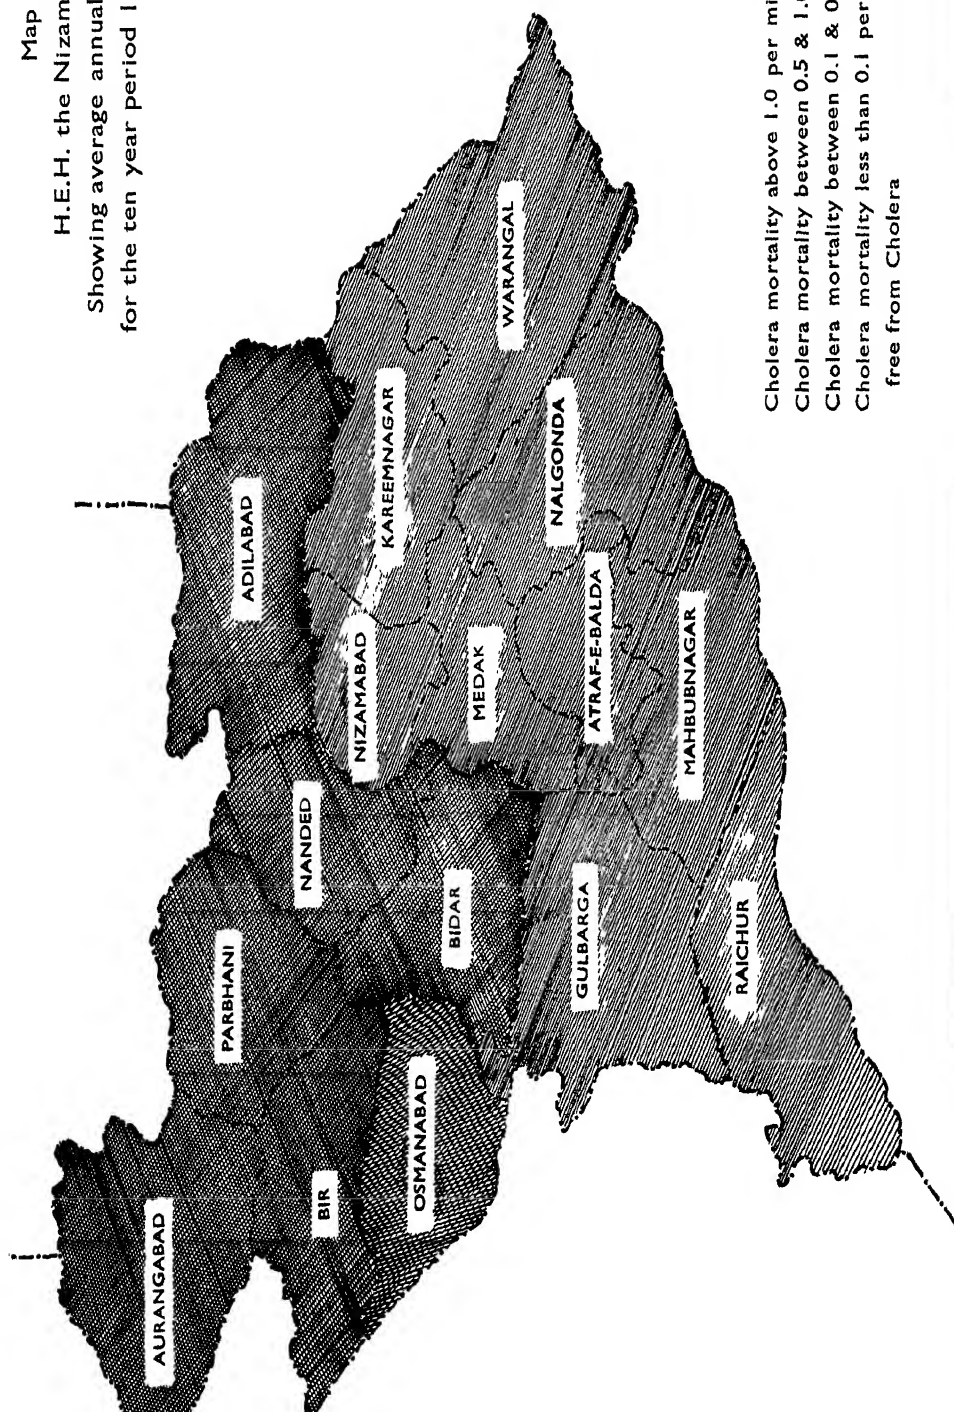 Map
H.E.H. the Nizam
Showing average annual
for the ten year period 1
AURANGABAD
PARBHANI
ADILABAD
NANDED
BIR
NIZAMABAD
KAREEMNAGAR
OSMANABAD
BIDAR
MEDAK
WARANGAL
NALGONDA
GULBARGA
ATRAF-E-BALDA
MAHBUBNAGAR
RAICHUR
Cholera mortality above 1.0 per mi
Cholera mortality between 0.5 & 1.
Cholera mortality between 0.1 & 0
Cholera mortality less than 0.1 per
free from Cholera